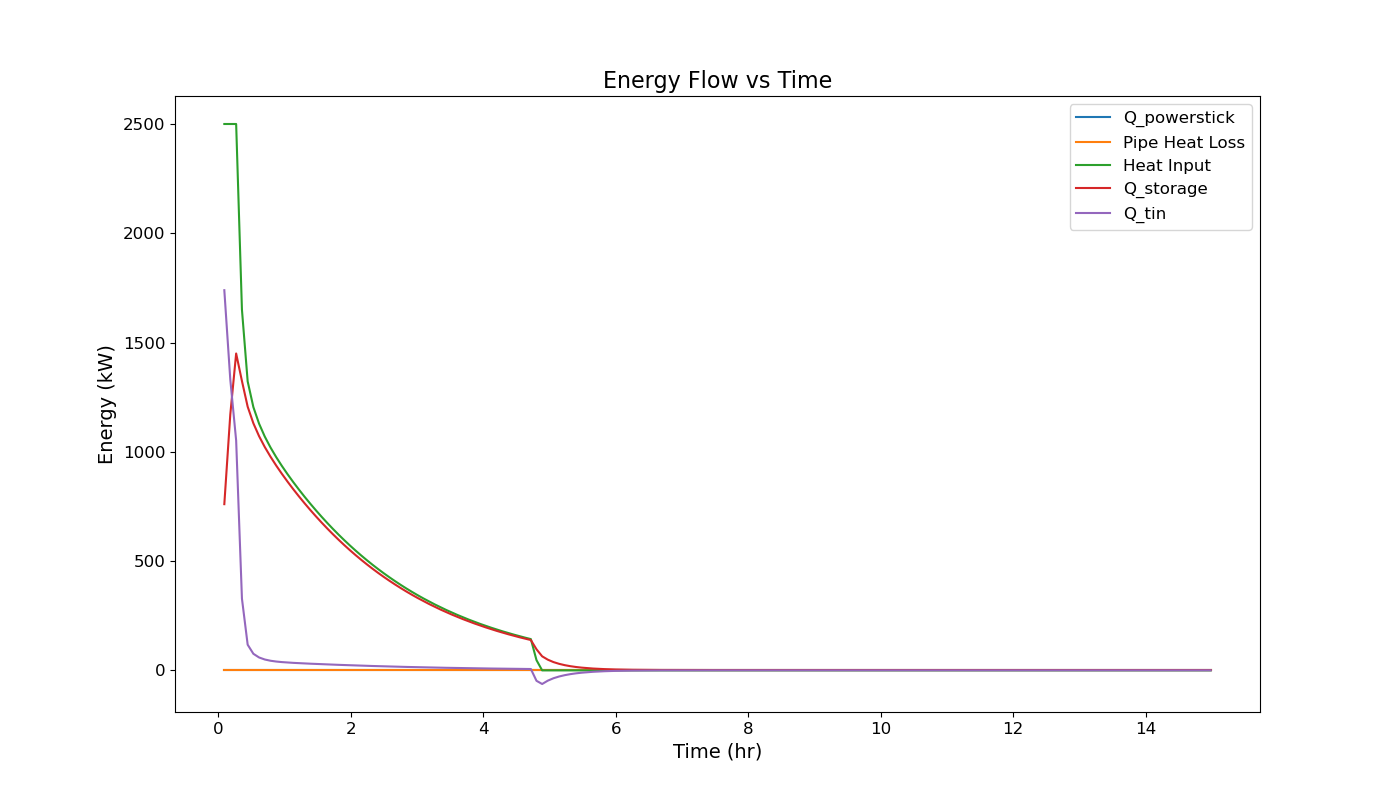 Energy Flow vs Time
Q_powerstick
Pipe Heat Loss
Heat Input
Q_storage
Q_tin
2500
2000
1500
1000
500
0
Energy (kW)
0 2 4 6 8 10 12 14
Time (hr)